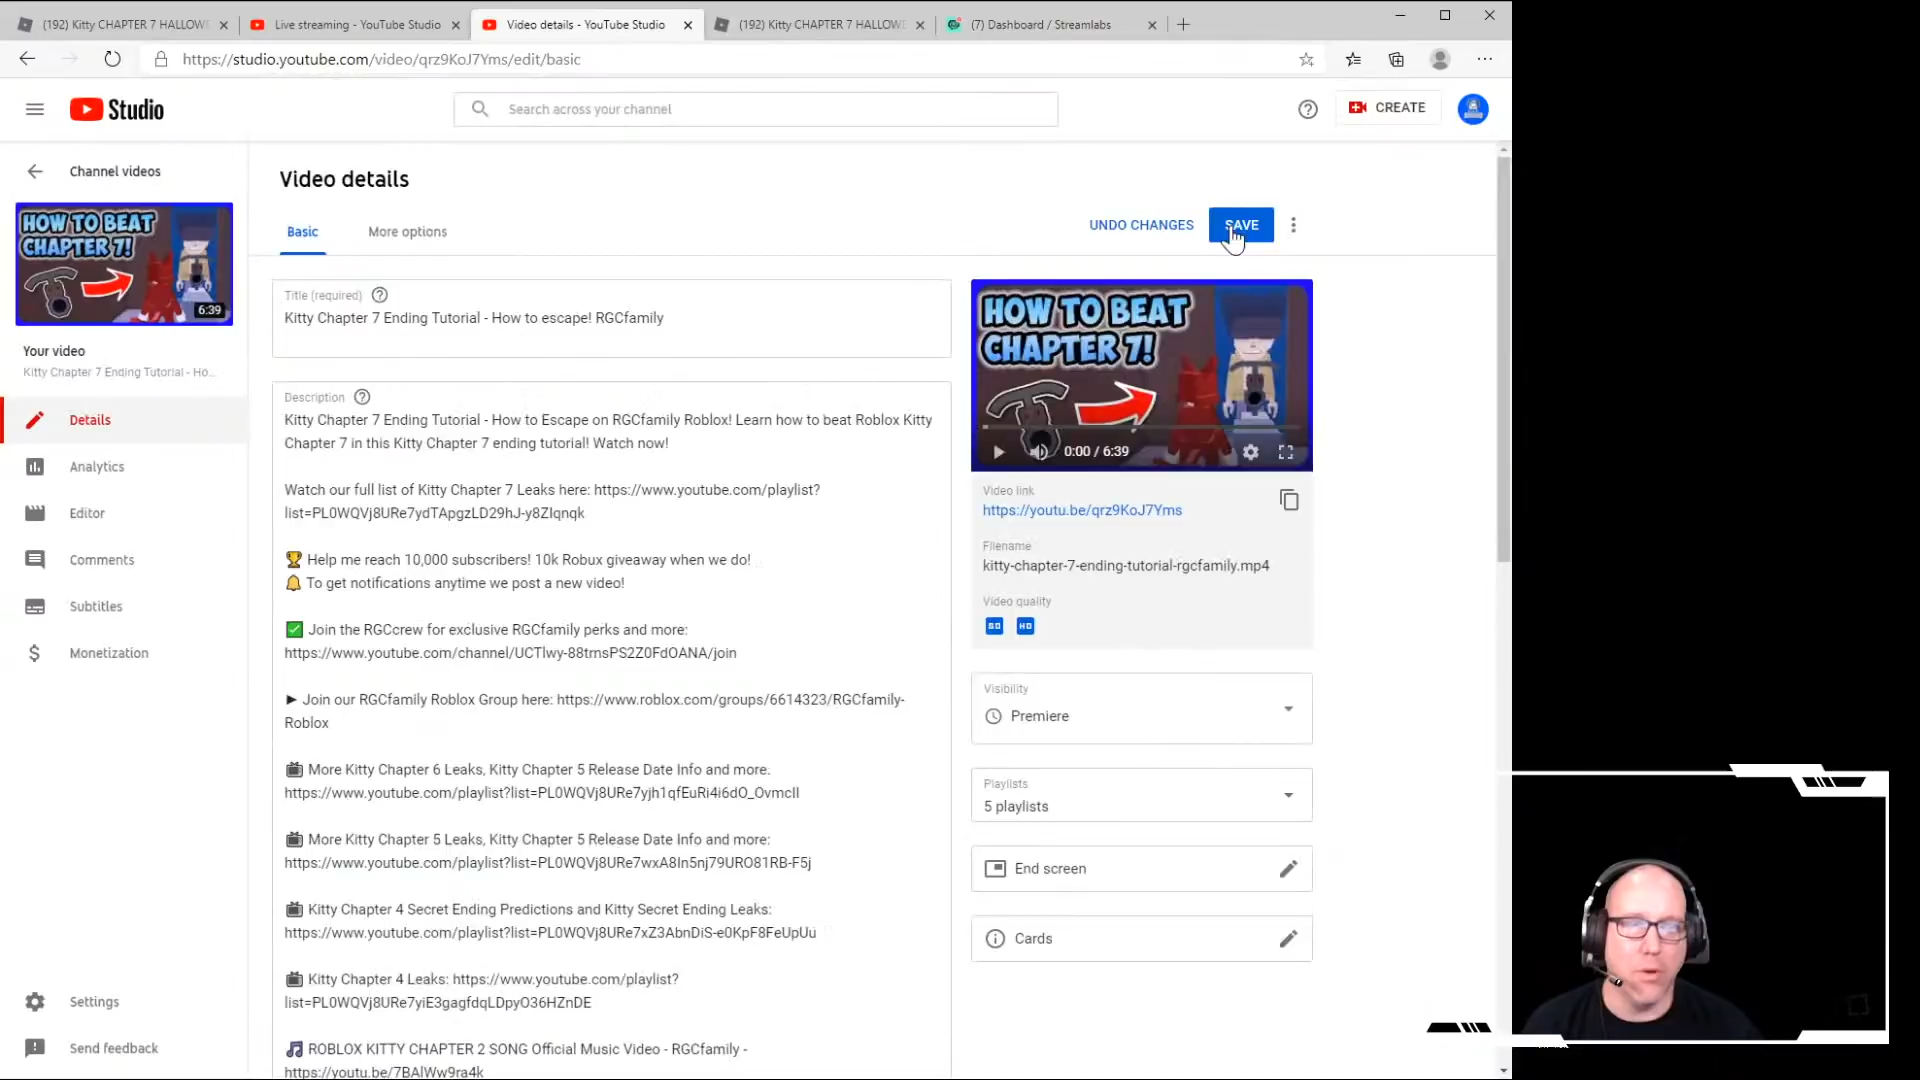 (192) Kitty CHAPTER 7 HALLOWE
Live streaming - YouTube Studio
Video details - YouTube Studio
(192) Kitty CHAPTER 7 HALLOWE
(7) Dashboard / Streamlabs
https://studio.youtube.com/video/qrz9KoJ7Yms/edit/basic
Studio
Search across your channel
CREATE
Channel videos
HOW TO BEAT
CHAPTER 7!
6:39
Your video
Kitty Chapter 7 Ending Tutorial - Ho...
Details
Analytics
Editor
Comments
Subtitles
Monetization
Settings
Send feedback
Video details
Basic
More options
UNDO CHANGES
SAVE
Title (required)
Kitty Chapter 7 Ending Tutorial - How to escape! RGCfamily
Description
Kitty Chapter 7 Ending Tutorial - How to Escape on RGCfamily Roblox! Learn how to beat Roblox Kitty
Chapter 7 in this Kitty Chapter 7 ending tutorial! Watch now!
Watch our full list of Kitty Chapter 7 Leaks here: https://www.youtube.com/playlist?
list=PL0WQVj8URe7ydTApgzLD29hJ-y8ZIqnqk
🏆 Help me reach 10,000 subscribers! 10k Robux giveaway when we do!
🔔 To get notifications anytime we post a new video!
✅ Join the RGCcrew for exclusive RGCfamily perks and more:
https://www.youtube.com/channel/UCTlwy-88trnsPS2Z0FdOANA/join
► Join our RGCfamily Roblox Group here: https://www.roblox.com/groups/6614323/RGCfamily-
Roblox
📺 More Kitty Chapter 6 Leaks, Kitty Chapter 5 Release Date Info and more.
https://www.youtube.com/playlist?list=PL0WQVj8URe7yjh1qfEuRi4i6dO_OvmcII
📺 More Kitty Chapter 5 Leaks, Kitty Chapter 5 Release Date Info and more:
https://www.youtube.com/playlist?list=PL0WQVj8URe7wxA8In5nj79URO81RB-F5j
📺 Kitty Chapter 4 Secret Ending Predictions and Kitty Secret Ending Leaks:
https://www.youtube.com/playlist?list=PL0WQVj8URe7xZ3AbnDiS-e0KpF8FeUpUu
📺 Kitty Chapter 4 Leaks: https://www.youtube.com/playlist?
list=PL0WQVj8URe7yiE3gagfdqLDpyO36HZnDE
🎵 ROBLOX KITTY CHAPTER 2 SONG Official Music Video - RGCfamily -
https://youtu.be/7BAlWw9ra4k
HOW TO BEAT
CHAPTER 7!
0:00 / 6:39
Video link
https://youtu.be/qrz9KoJ7Yms
Filename
kitty-chapter-7-ending-tutorial-rgcfamily.mp4
Video quality
SD HD
Visibility
Premiere
Playlists
5 playlists
End screen
Cards